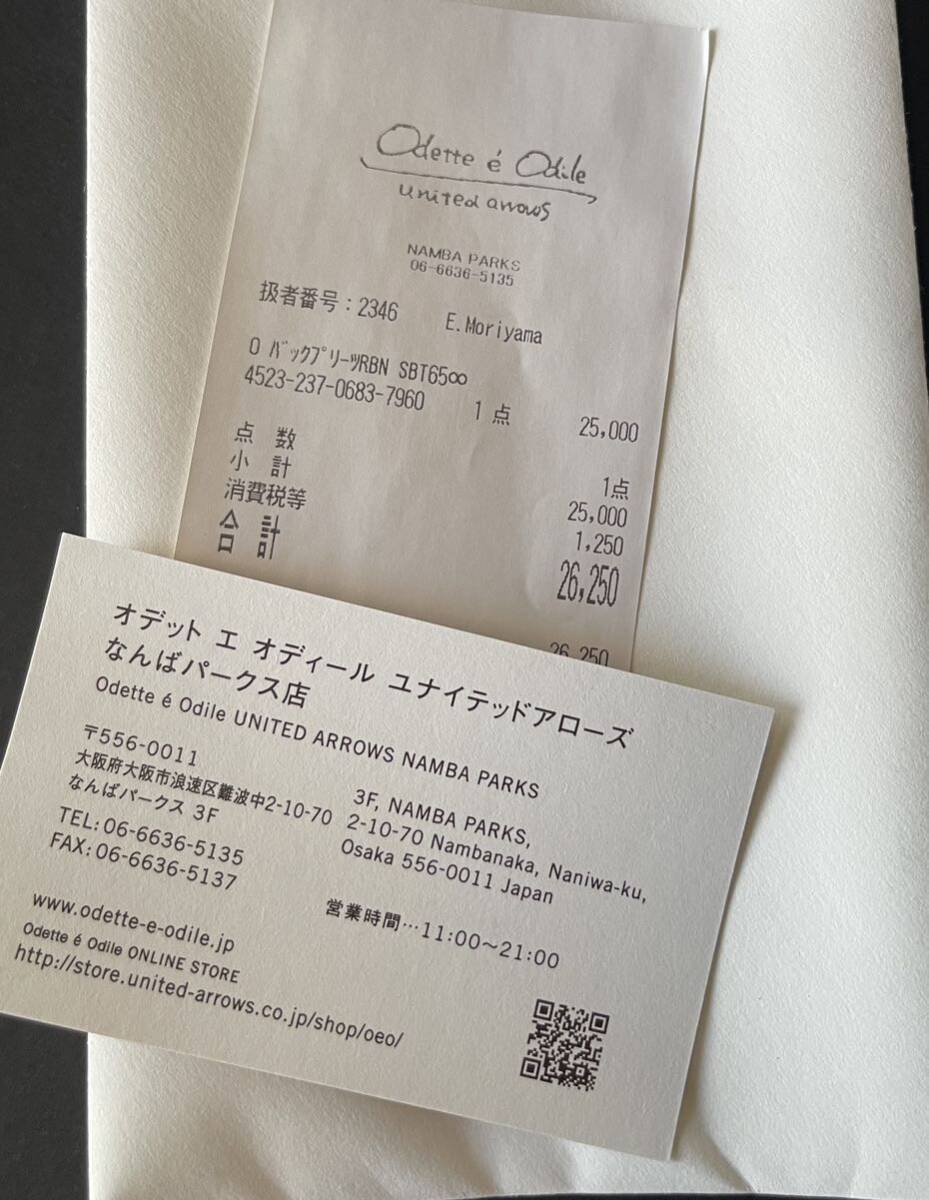 Odette é Odile
united arrows
NAMBA PARKS
06-6636-5135
扱者番号:2346 E.Moriyama
O バックプリーツRBN SBT65∞
4523-237-0683-7960 1 点 25,000
点 数 1点
小 計 25,000
消費税等 1,250
合 計 26,250
26,250
オデット エ オディール ユナイテッドアローズ
なんばパークス店
Odette é Odile UNITED ARROWS NAMBA PARKS
〒556-0011
大阪府大阪市浪速区難波中2-10-70
なんばパークス 3F
TEL:06-6636-5135
FAX:06-6636-5137
3F, NAMBA PARKS,
2-10-70 Nambanaka, Naniwa-ku,
Osaka 556-0011 Japan
営業時間…11:00〜21:00
www.odette-e-odile.jp
Odette é Odile ONLINE STORE
http://store.united-arrows.co.jp/shop/oeo/